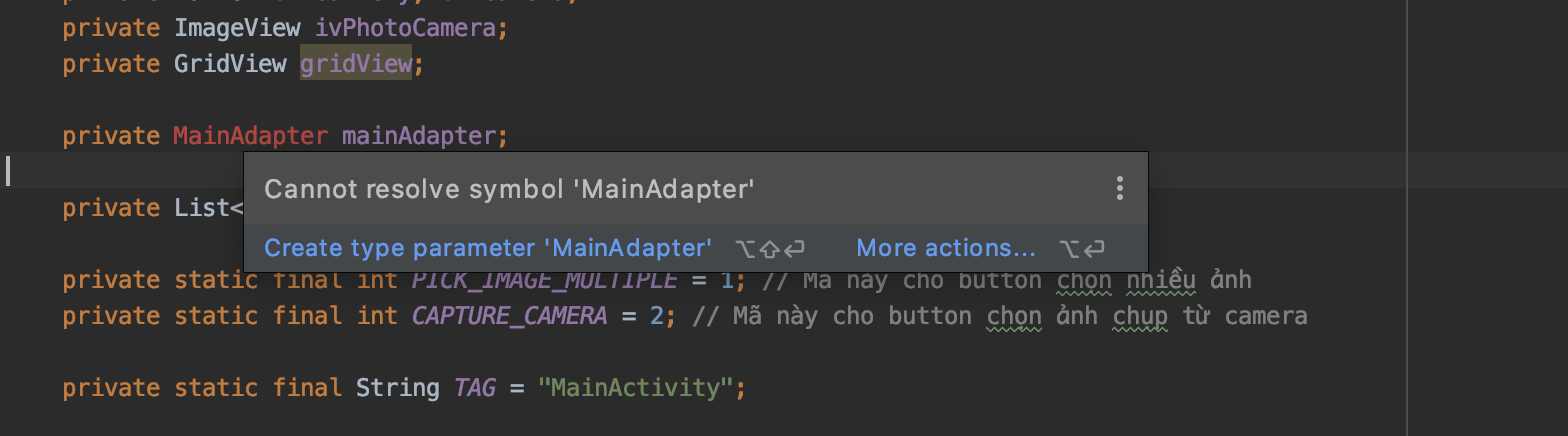 private ImageView ivPhotoCamera;
private GridView gridView;
private MainAdapter mainAdapter;
Cannot resolve symbol 'MainAdapter'
private List<
Create type parameter 'MainAdapter' ⌥⇧⏎ More actions... ⌥⏎
private static final int PICK_IMAGE_MULTIPLE = 1; // Mã này cho button chọn nhiều ảnh
private static final int CAPTURE_CAMERA = 2; // Mã này cho button chọn ảnh chụp từ camera
private static final String TAG = "MainActivity";